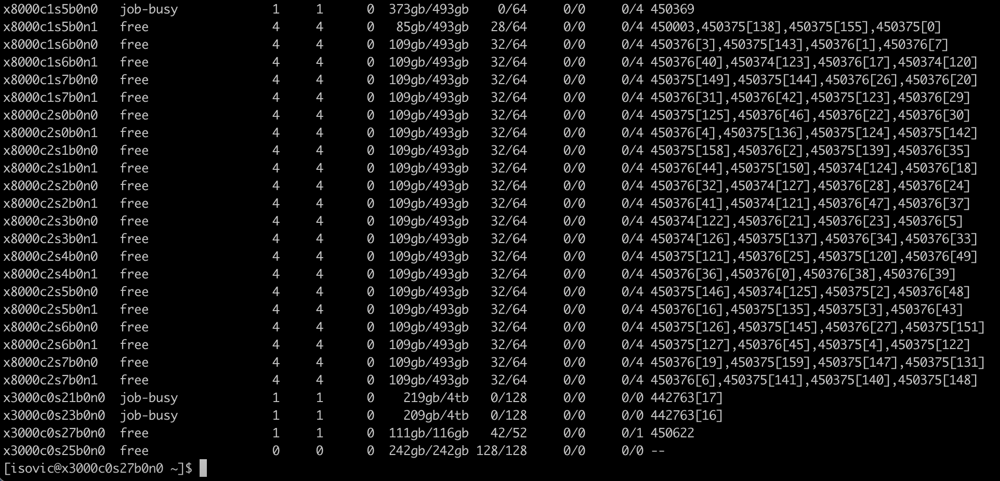 x8000c1s5b0n0   job-busy             1     1      0  373gb/493gb    0/64     0/0     0/4 450369
x8000c1s5b0n1   free                 4     4      0   85gb/493gb   28/64     0/0     0/4 450003,450375[138],450375[155],450375[0]
x8000c1s6b0n0   free                 4     4      0  109gb/493gb   32/64     0/0     0/4 450376[3],450375[143],450376[1],450376[7]
x8000c1s6b0n1   free                 4     4      0  109gb/493gb   32/64     0/0     0/4 450376[40],450374[123],450376[17],450374[120]
x8000c1s7b0n0   free                 4     4      0  109gb/493gb   32/64     0/0     0/4 450375[149],450375[144],450376[26],450376[20]
x8000c1s7b0n1   free                 4     4      0  109gb/493gb   32/64     0/0     0/4 450376[31],450376[42],450375[123],450376[29]
x8000c2s0b0n0   free                 4     4      0  109gb/493gb   32/64     0/0     0/4 450375[125],450376[46],450376[22],450376[30]
x8000c2s0b0n1   free                 4     4      0  109gb/493gb   32/64     0/0     0/4 450376[4],450375[136],450375[124],450375[142]
x8000c2s1b0n0   free                 4     4      0  109gb/493gb   32/64     0/0     0/4 450375[158],450376[2],450375[139],450376[35]
x8000c2s1b0n1   free                 4     4      0  109gb/493gb   32/64     0/0     0/4 450376[44],450375[150],450374[124],450376[18]
x8000c2s2b0n0   free                 4     4      0  109gb/493gb   32/64     0/0     0/4 450376[32],450374[127],450376[28],450376[24]
x8000c2s2b0n1   free                 4     4      0  109gb/493gb   32/64     0/0     0/4 450376[41],450374[121],450376[47],450376[37]
x8000c2s3b0n0   free                 4     4      0  109gb/493gb   32/64     0/0     0/4 450374[122],450376[21],450376[23],450376[5]
x8000c2s3b0n1   free                 4     4      0  109gb/493gb   32/64     0/0     0/4 450374[126],450375[137],450376[34],450376[33]
x8000c2s4b0n0   free                 4     4      0  109gb/493gb   32/64     0/0     0/4 450375[121],450376[25],450375[120],450376[49]
x8000c2s4b0n1   free                 4     4      0  109gb/493gb   32/64     0/0     0/4 450376[36],450376[0],450376[38],450376[39]
x8000c2s5b0n0   free                 4     4      0  109gb/493gb   32/64     0/0     0/4 450375[146],450374[125],450375[2],450376[48]
x8000c2s5b0n1   free                 4     4      0  109gb/493gb   32/64     0/0     0/4 450376[16],450375[135],450375[3],450376[43]
x8000c2s6b0n0   free                 4     4      0  109gb/493gb   32/64     0/0     0/4 450375[126],450375[145],450376[27],450375[151]
x8000c2s6b0n1   free                 4     4      0  109gb/493gb   32/64     0/0     0/4 450375[127],450376[45],450375[4],450375[122]
x8000c2s7b0n0   free                 4     4      0  109gb/493gb   32/64     0/0     0/4 450376[19],450375[159],450375[147],450375[131]
x8000c2s7b0n1   free                 4     4      0  109gb/493gb   32/64     0/0     0/4 450376[6],450375[141],450375[140],450375[148]
x3000c0s21b0n0  job-busy             1     1      0    219gb/4tb   0/128     0/0     0/0 442763[17]
x3000c0s23b0n0  job-busy             1     1      0    209gb/4tb   0/128     0/0     0/0 442763[16]
x3000c0s27b0n0  free                 1     1      0  111gb/116gb   42/52     0/0     0/1 450622
x3000c0s25b0n0  free                 0     0      0  242gb/242gb 128/128     0/0     0/0 --
[isovic@x3000c0s27b0n0 ~]$